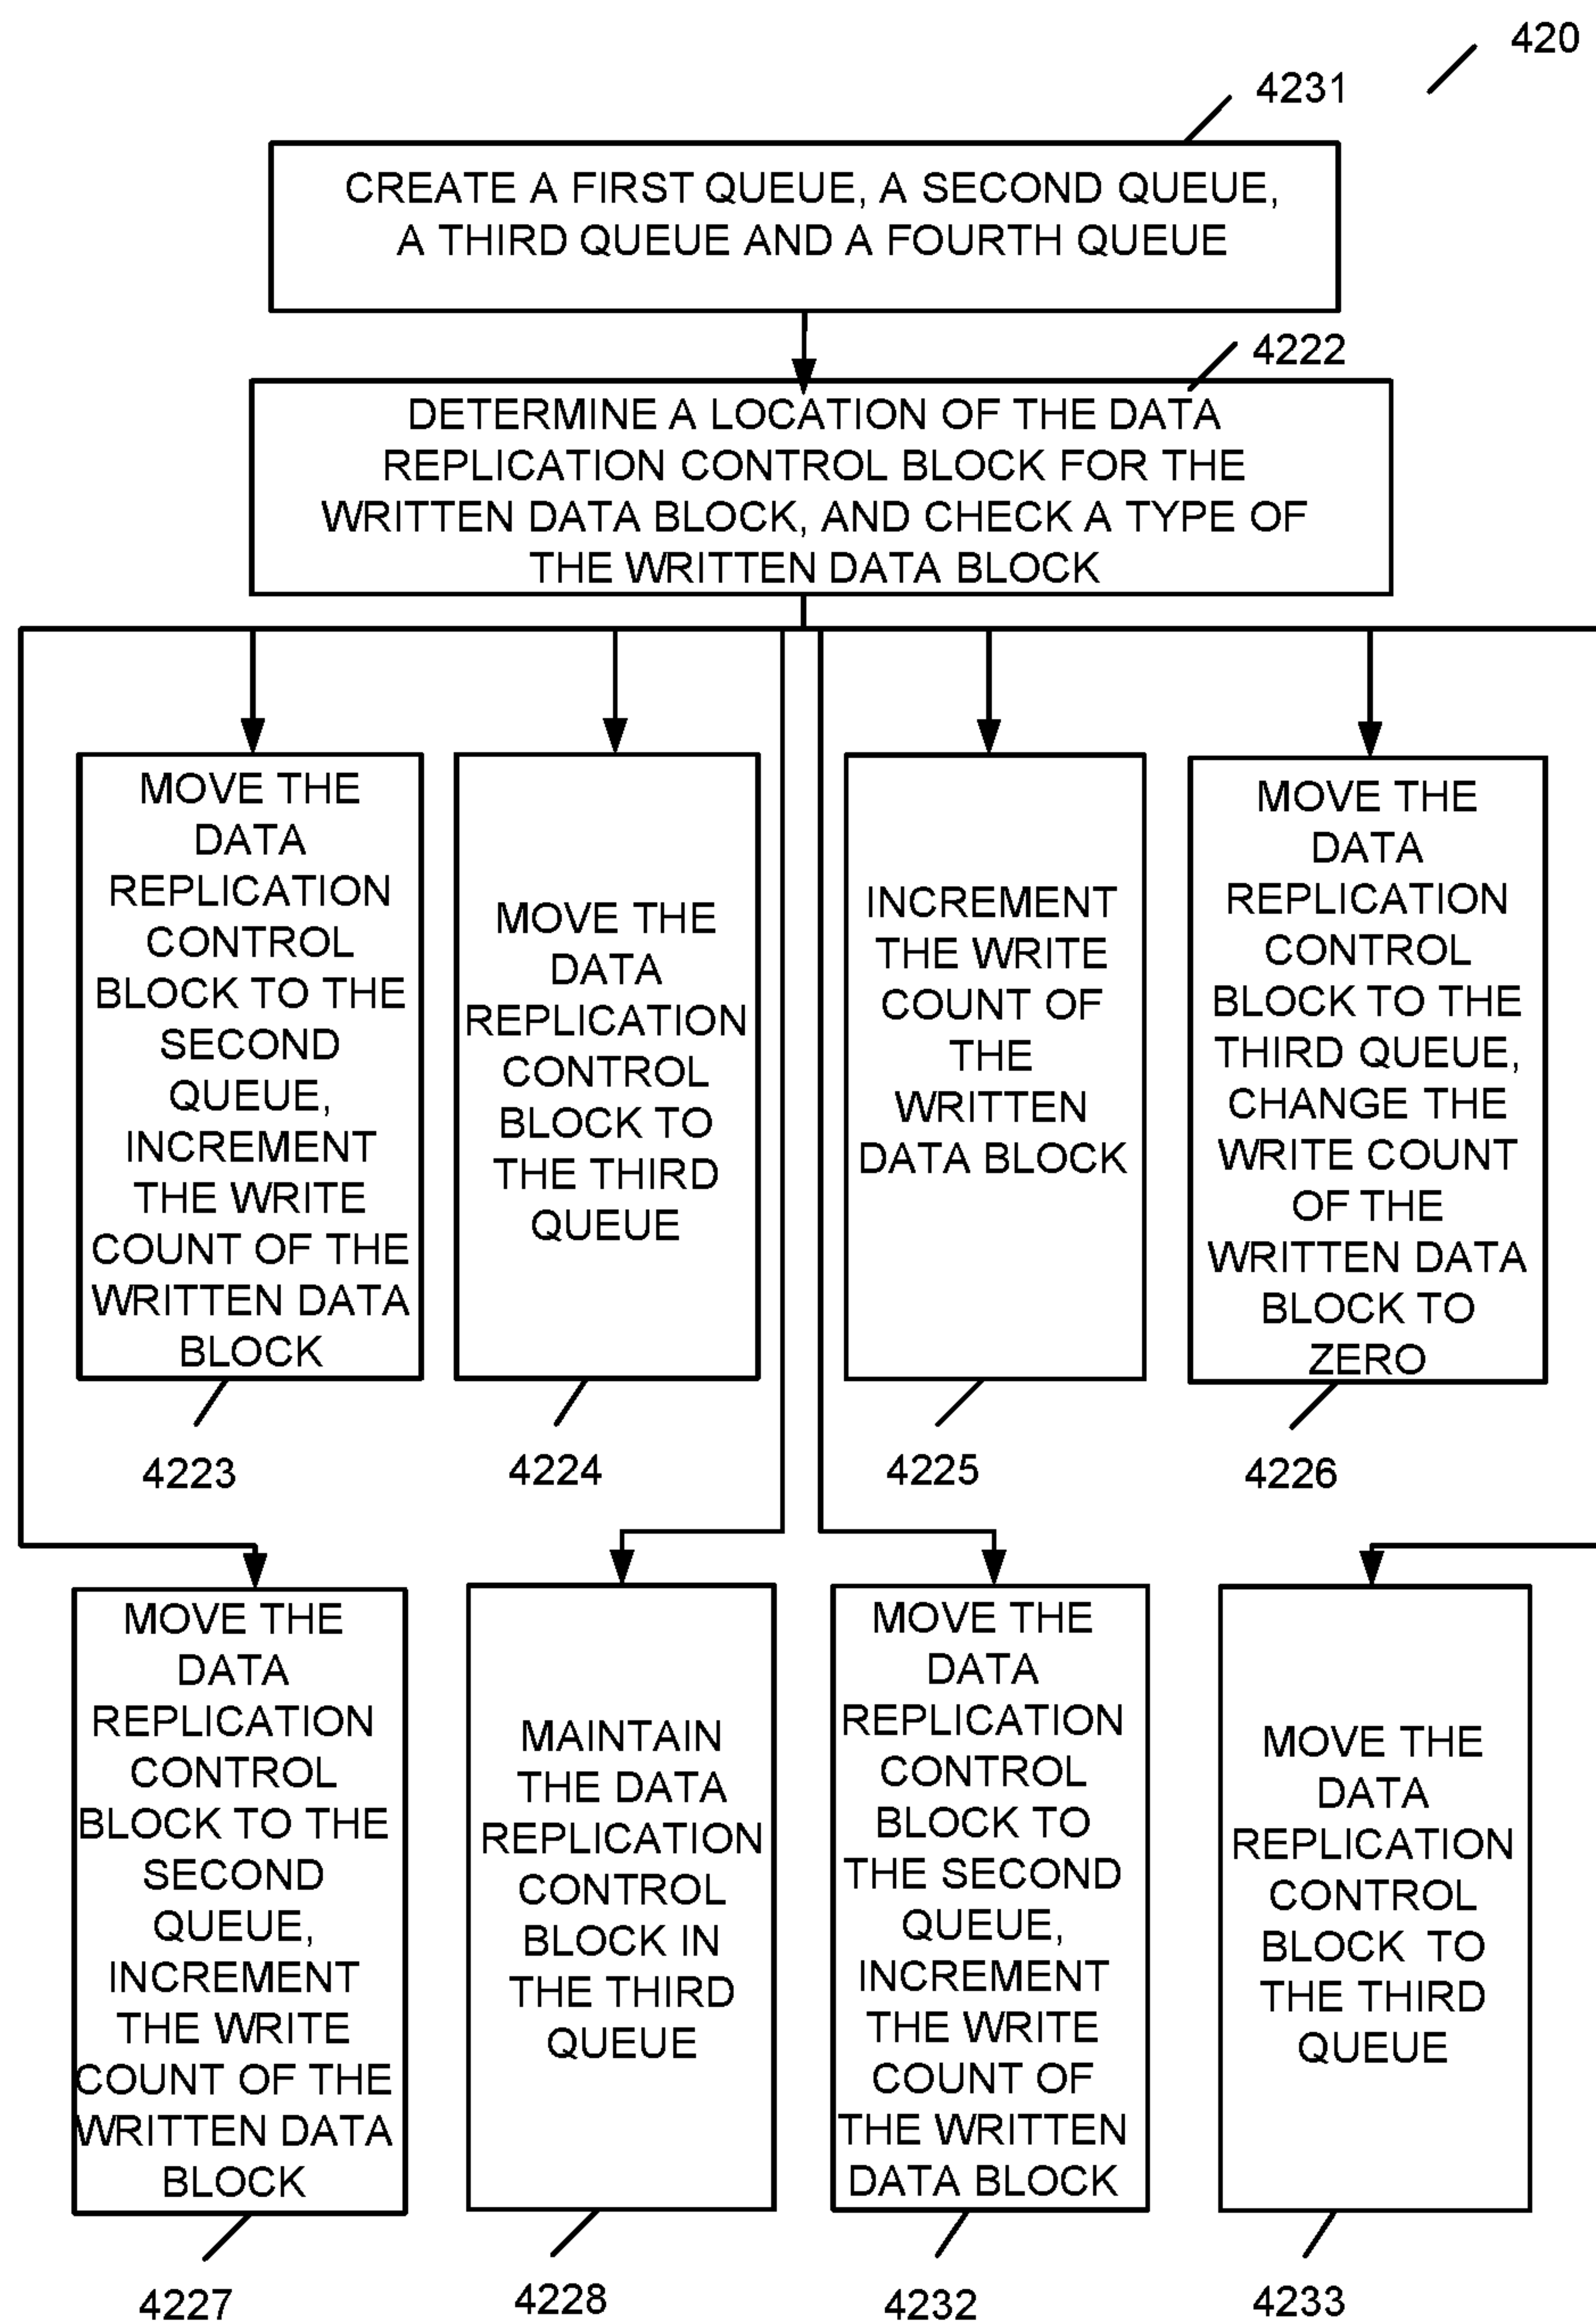 420
4231
CREATE A FIRST QUEUE, A SECOND QUEUE,
A THIRD QUEUE AND A FOURTH QUEUE
4222
DETERMINE A LOCATION OF THE DATA
REPLICATION CONTROL BLOCK FOR THE
WRITTEN DATA BLOCK, AND CHECK A TYPE OF
THE WRITTEN DATA BLOCK
MOVE THE
DATA
REPLICATION
CONTROL
BLOCK TO THE
SECOND
QUEUE,
INCREMENT
THE WRITE
COUNT OF THE
WRITTEN DATA
BLOCK
4223
MOVE THE
DATA
REPLICATION
CONTROL
BLOCK TO
THE THIRD
QUEUE
4224
INCREMENT
THE WRITE
COUNT OF
THE
WRITTEN
DATA BLOCK
4225
MOVE THE
DATA
REPLICATION
CONTROL
BLOCK TO THE
THIRD QUEUE,
CHANGE THE
WRITE COUNT
OF THE
WRITTEN DATA
BLOCK TO
ZERO
4226
MOVE THE
DATA
REPLICATION
CONTROL
BLOCK TO THE
SECOND
QUEUE,
INCREMENT
THE WRITE
COUNT OF THE
WRITTEN DATA
BLOCK
4227
MAINTAIN
THE DATA
REPLICATION
CONTROL
BLOCK IN
THE THIRD
QUEUE
4228
MOVE THE
DATA
REPLICATION
CONTROL
BLOCK TO
THE SECOND
QUEUE,
INCREMENT
THE WRITE
COUNT OF
THE WRITTEN
DATA BLOCK
4232
MOVE THE
DATA
REPLICATION
CONTROL
BLOCK TO
THE THIRD
QUEUE
4233